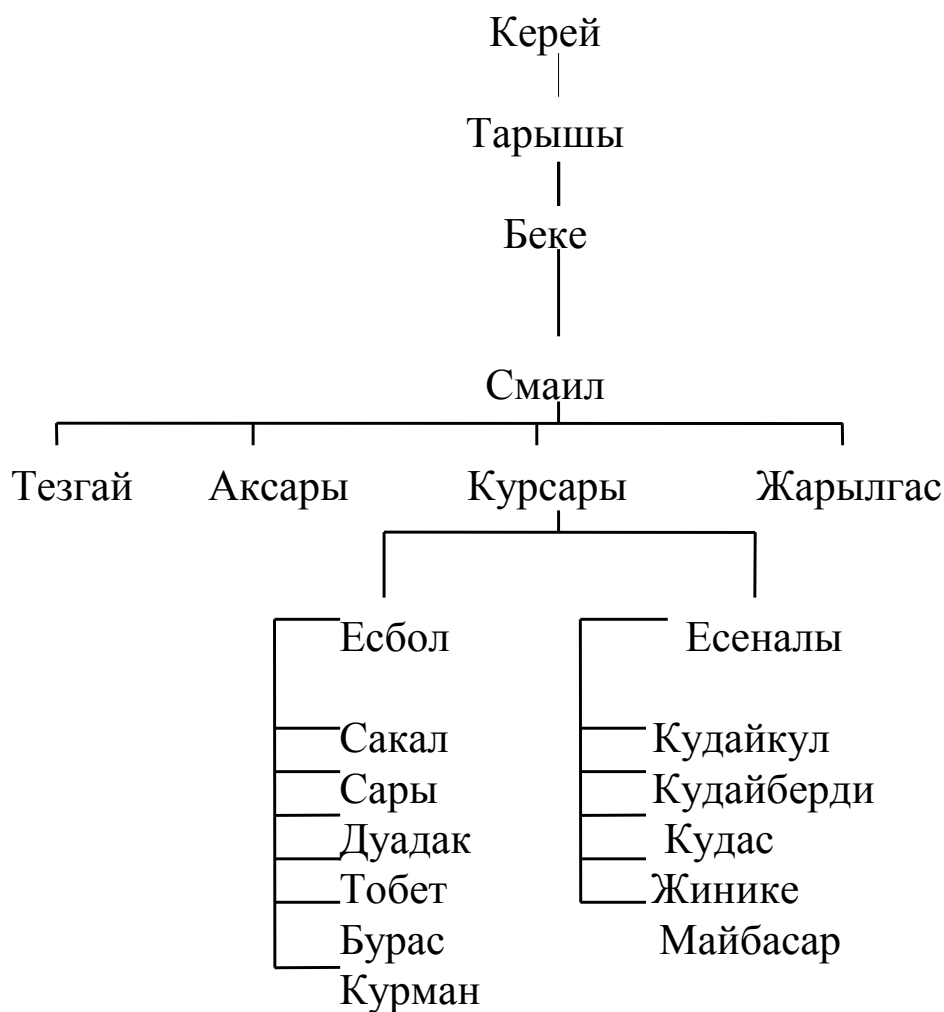 Керей
Тарышы
Беке
Смаил
Тезгай Аксары Курсары Жарылгас
Есбол Есеналы
Сакал Кудайкул
Сары Кудайберди
Дуадак Кудас
Тобет Жинике
Бурас Майбасар
Курман